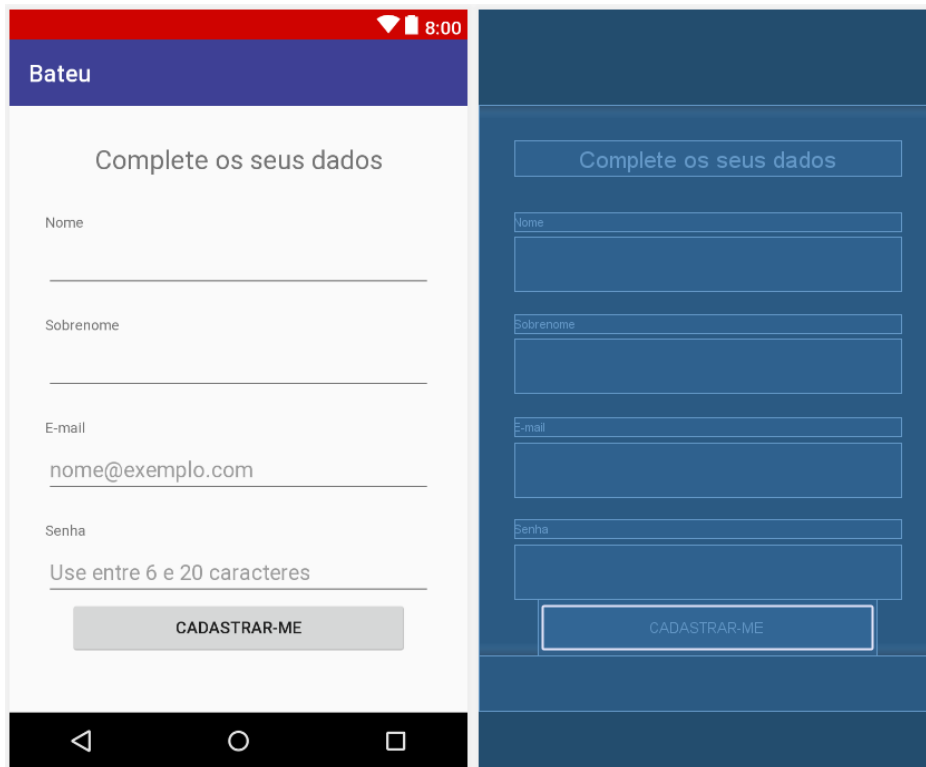 8:00
Bateu
Complete os seus dados
Nome
Sobrenome
E-mail
nome@exemplo.com
Senha
Use entre 6 e 20 caracteres
CADASTRAR-ME
Complete os seus dados
Nome
Sobrenome
E-mail
Senha
CADASTRAR-ME